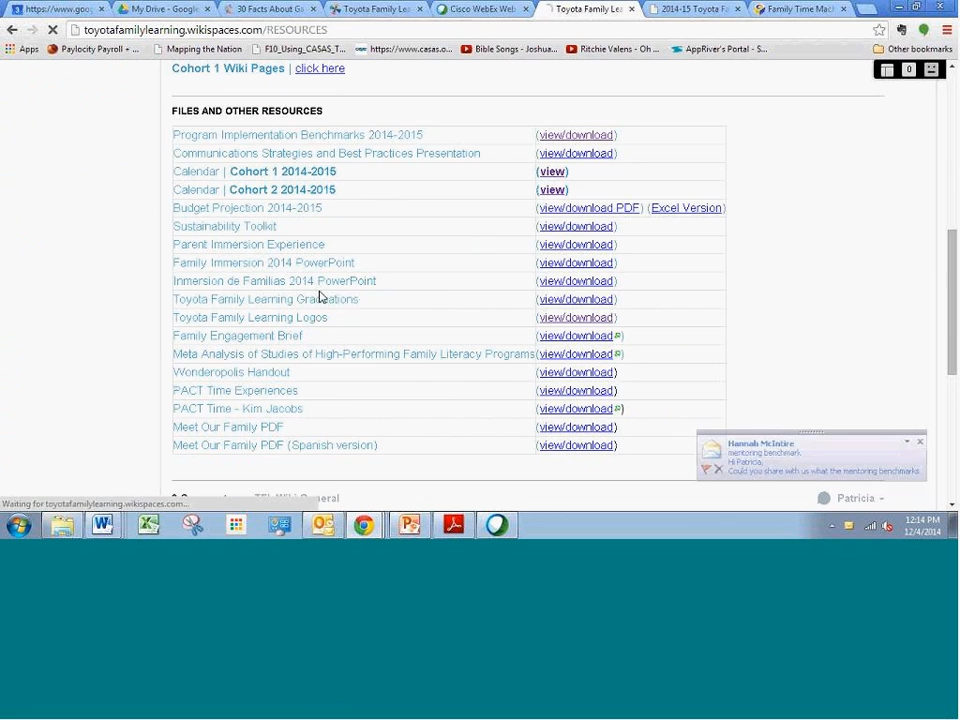 https://www.goo
My Drive - Google
30 Facts About G
Toyota Family Lea
Cisco WebEx Web
Toyota Family Lea
2014-15 Toyota Fa
Family Time Mach
toyotafamilylearning.wikispaces.com/RESOURCES
Apps
Paylocity Payroll +...
Mapping the Nation
F10_Using_CASAS_T...
https://www.casas.o...
Bible Songs - Joshua...
Ritchie Valens - Oh ...
AppRiver's Portal - S...
Other bookmarks
Cohort 1 Wiki Pages | click here
0
FILES AND OTHER RESOURCES
Program Implementation Benchmarks 2014-2015 (view/download)
Communications Strategies and Best Practices Presentation (view/download)
Calendar | Cohort 1 2014-2015 (view)
Calendar | Cohort 2 2014-2015 (view)
Budget Projection 2014-2015 (view/download PDF) (Excel Version)
Sustainability Toolkit (view/download)
Parent Immersion Experience (view/download)
Family Immersion 2014 PowerPoint (view/download)
Inmersion de Familias 2014 PowerPoint (view/download)
Toyota Family Learning Graduations (view/download)
Toyota Family Learning Logos (view/download)
Family Engagement Brief (view/download)
Meta Analysis of Studies of High-Performing Family Literacy Programs (view/download)
Wonderopolis Handout (view/download)
PACT Time Experiences (view/download)
PACT Time - Kim Jacobs (view/download)
Meet Our Family PDF (view/download)
Meet Our Family PDF (Spanish version) (view/download)
Hannah McIntire
mentoring benchmark
Hi Patricia,
Could you share with us what the mentoring benchmarks
Waiting for toyotafamilylearning.wikispaces.com...
General
Patricia
12:14 PM
12/4/2014